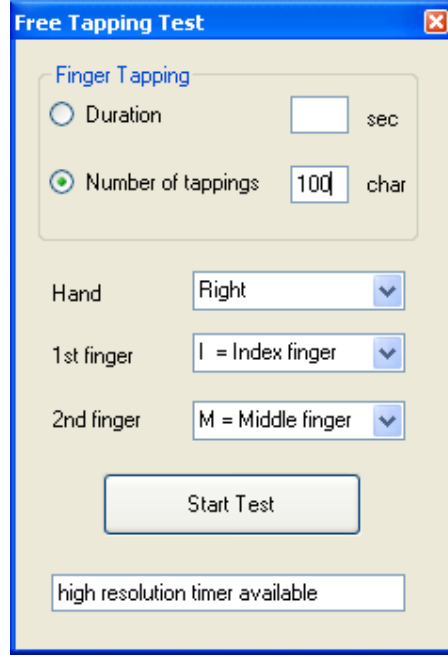 Free Tapping Test
Finger Tapping
Duration sec
Number of tappings 100 char
Hand Right
1st finger I = Index finger
2nd finger M = Middle finger
Start Test
high resolution timer available